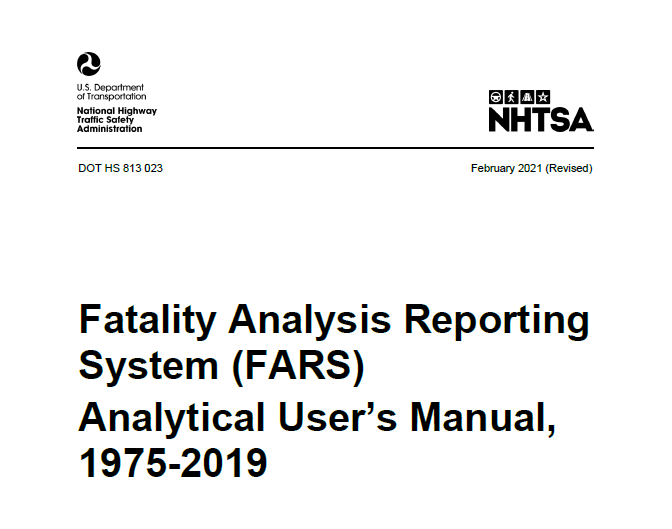 U.S. Department
of Transportation
National Highway
Traffic Safety
Administration
NHTSA
DOT HS 813 023
February 2021 (Revised)
Fatality Analysis Reporting
System (FARS)
Analytical User’s Manual,
1975-2019